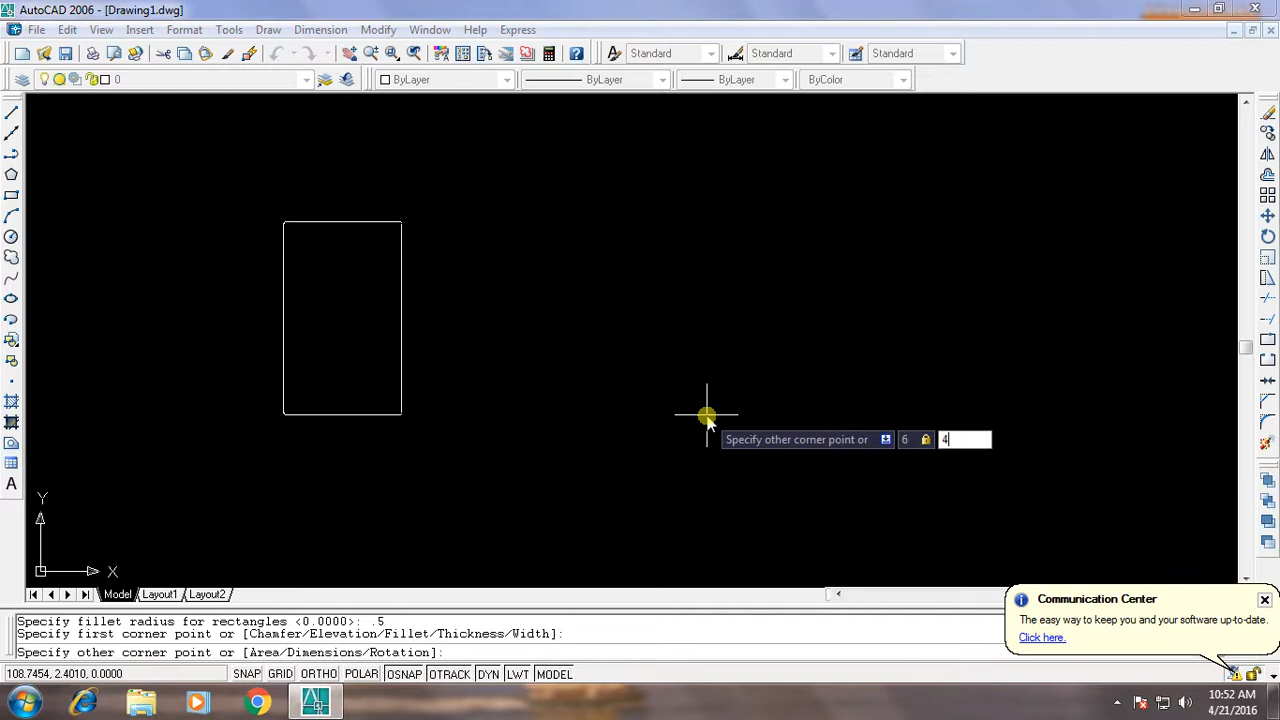 AutoCAD 2006 - [Drawing1.dwg]
File Edit View Insert Format Tools Draw Dimension Modify Window Help Express
Standard Standard Standard
0 ByLayer ByLayer ByLayer ByColor
Specify other corner point or 6 4
Y
X
A
Model Layout1 Layout2
Communication Center
The easy way to keep you and your software up-to-date.
Click here.
Specify fillet radius for rectangles <0.0000>: .5
Specify first corner point or [Chamfer/Elevation/Fillet/Thickness/Width]:
Specify other corner point or [Area/Dimensions/Rotation]:
108.7454, 2.4010, 0.0000 SNAP GRID ORTHO POLAR OSNAP OTRACK DYN LWT MODEL
10:52 AM
4/21/2016